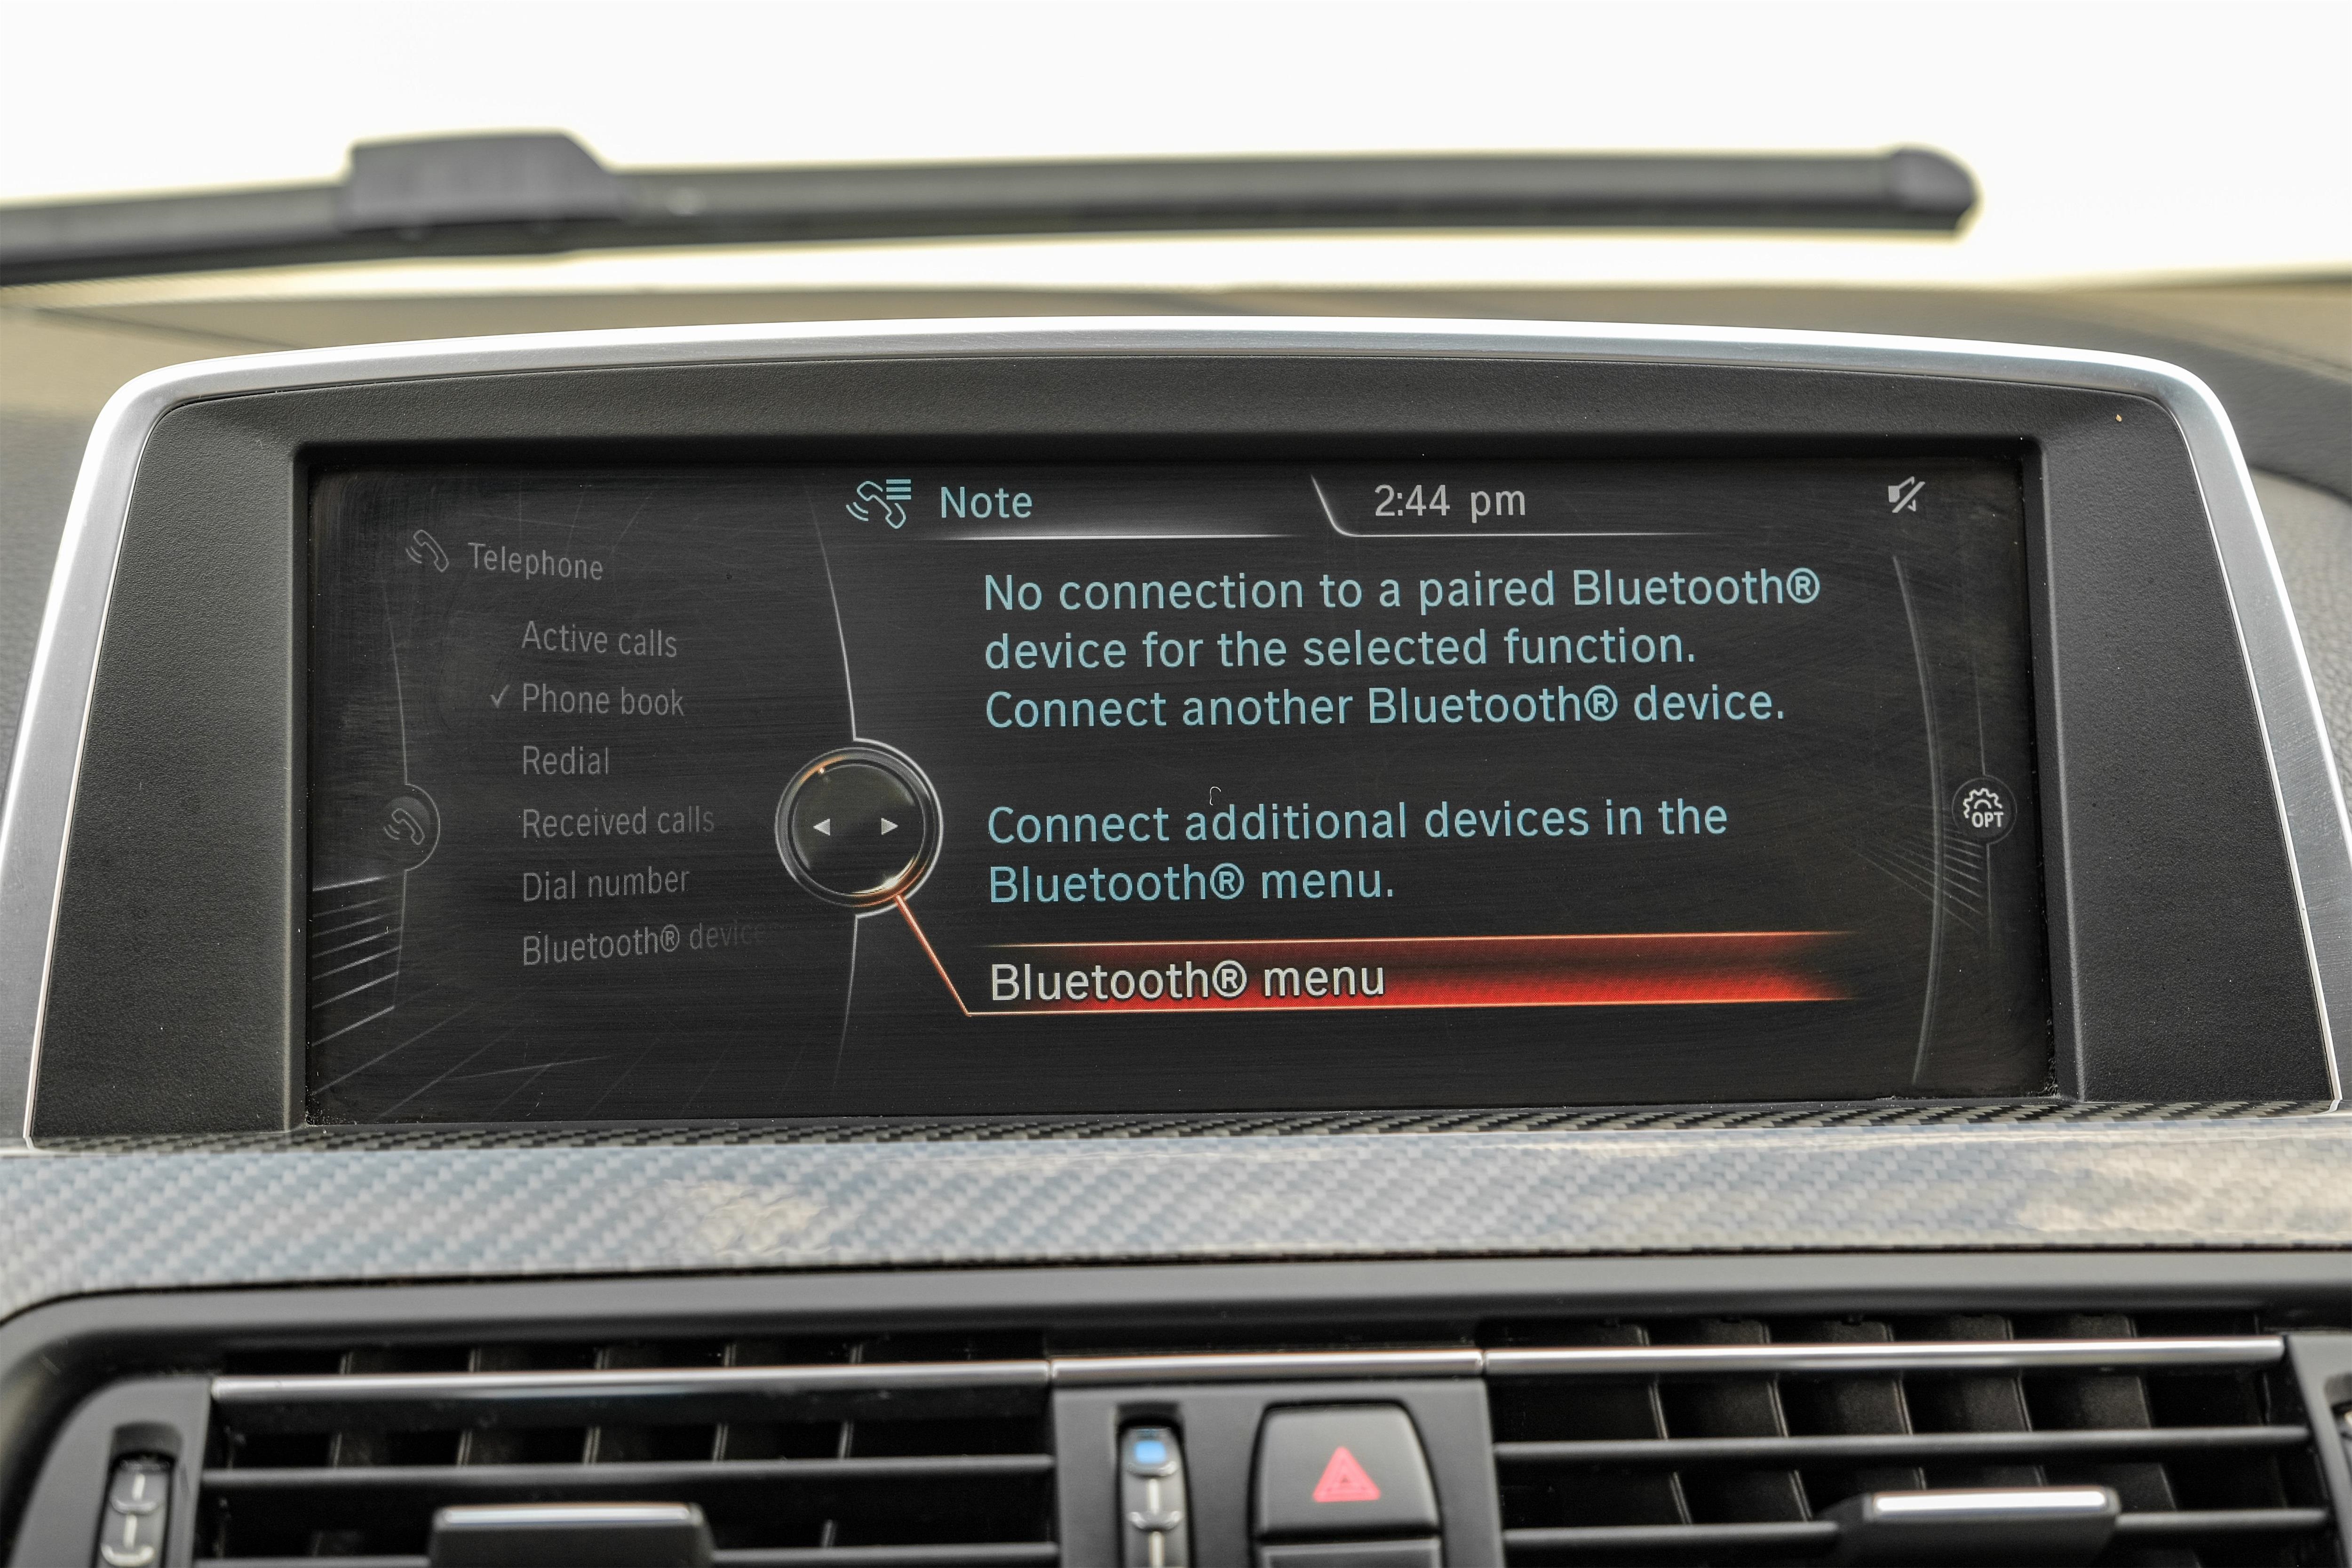 Note
2:44 pm
Telephone
Active calls
Phone book
Redial
Received calls
Dial number
Bluetooth® device
No connection to a paired Bluetooth®
device for the selected function.
Connect another Bluetooth® device.
Connect additional devices in the
Bluetooth® menu.
Bluetooth® menu
OPT